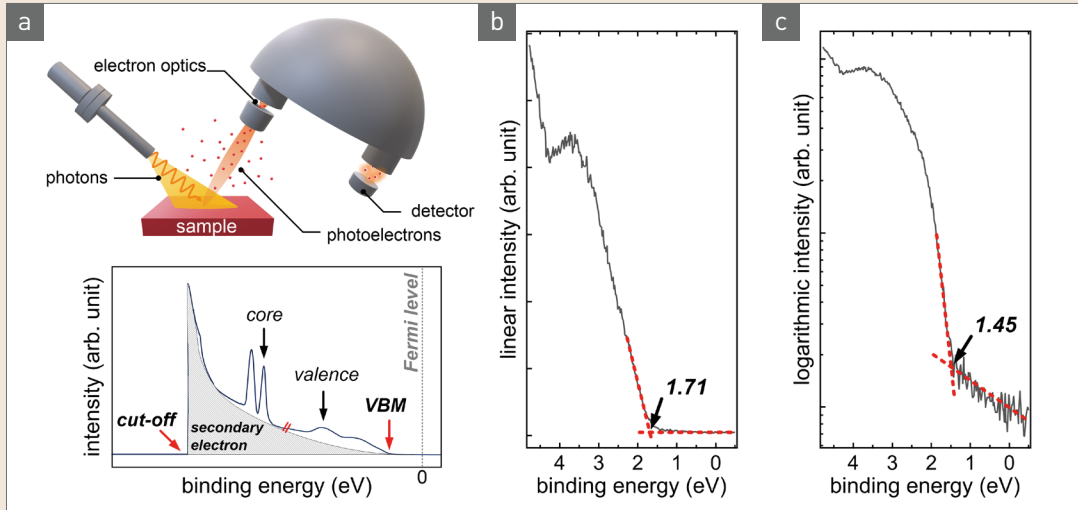 a
electron optics
photons
detector
sample
photoelectrons
intensity (arb. unit)
Fermi level
core
valence
VBM
cut-off
secondary
electron
0
binding energy (eV)
b
linear intensity (arb. unit)
1.71
4 3 2 1 0
binding energy (eV)
c
logarithmic intensity (arb. unit)
1.45
4 3 2 1 0
binding energy (eV)